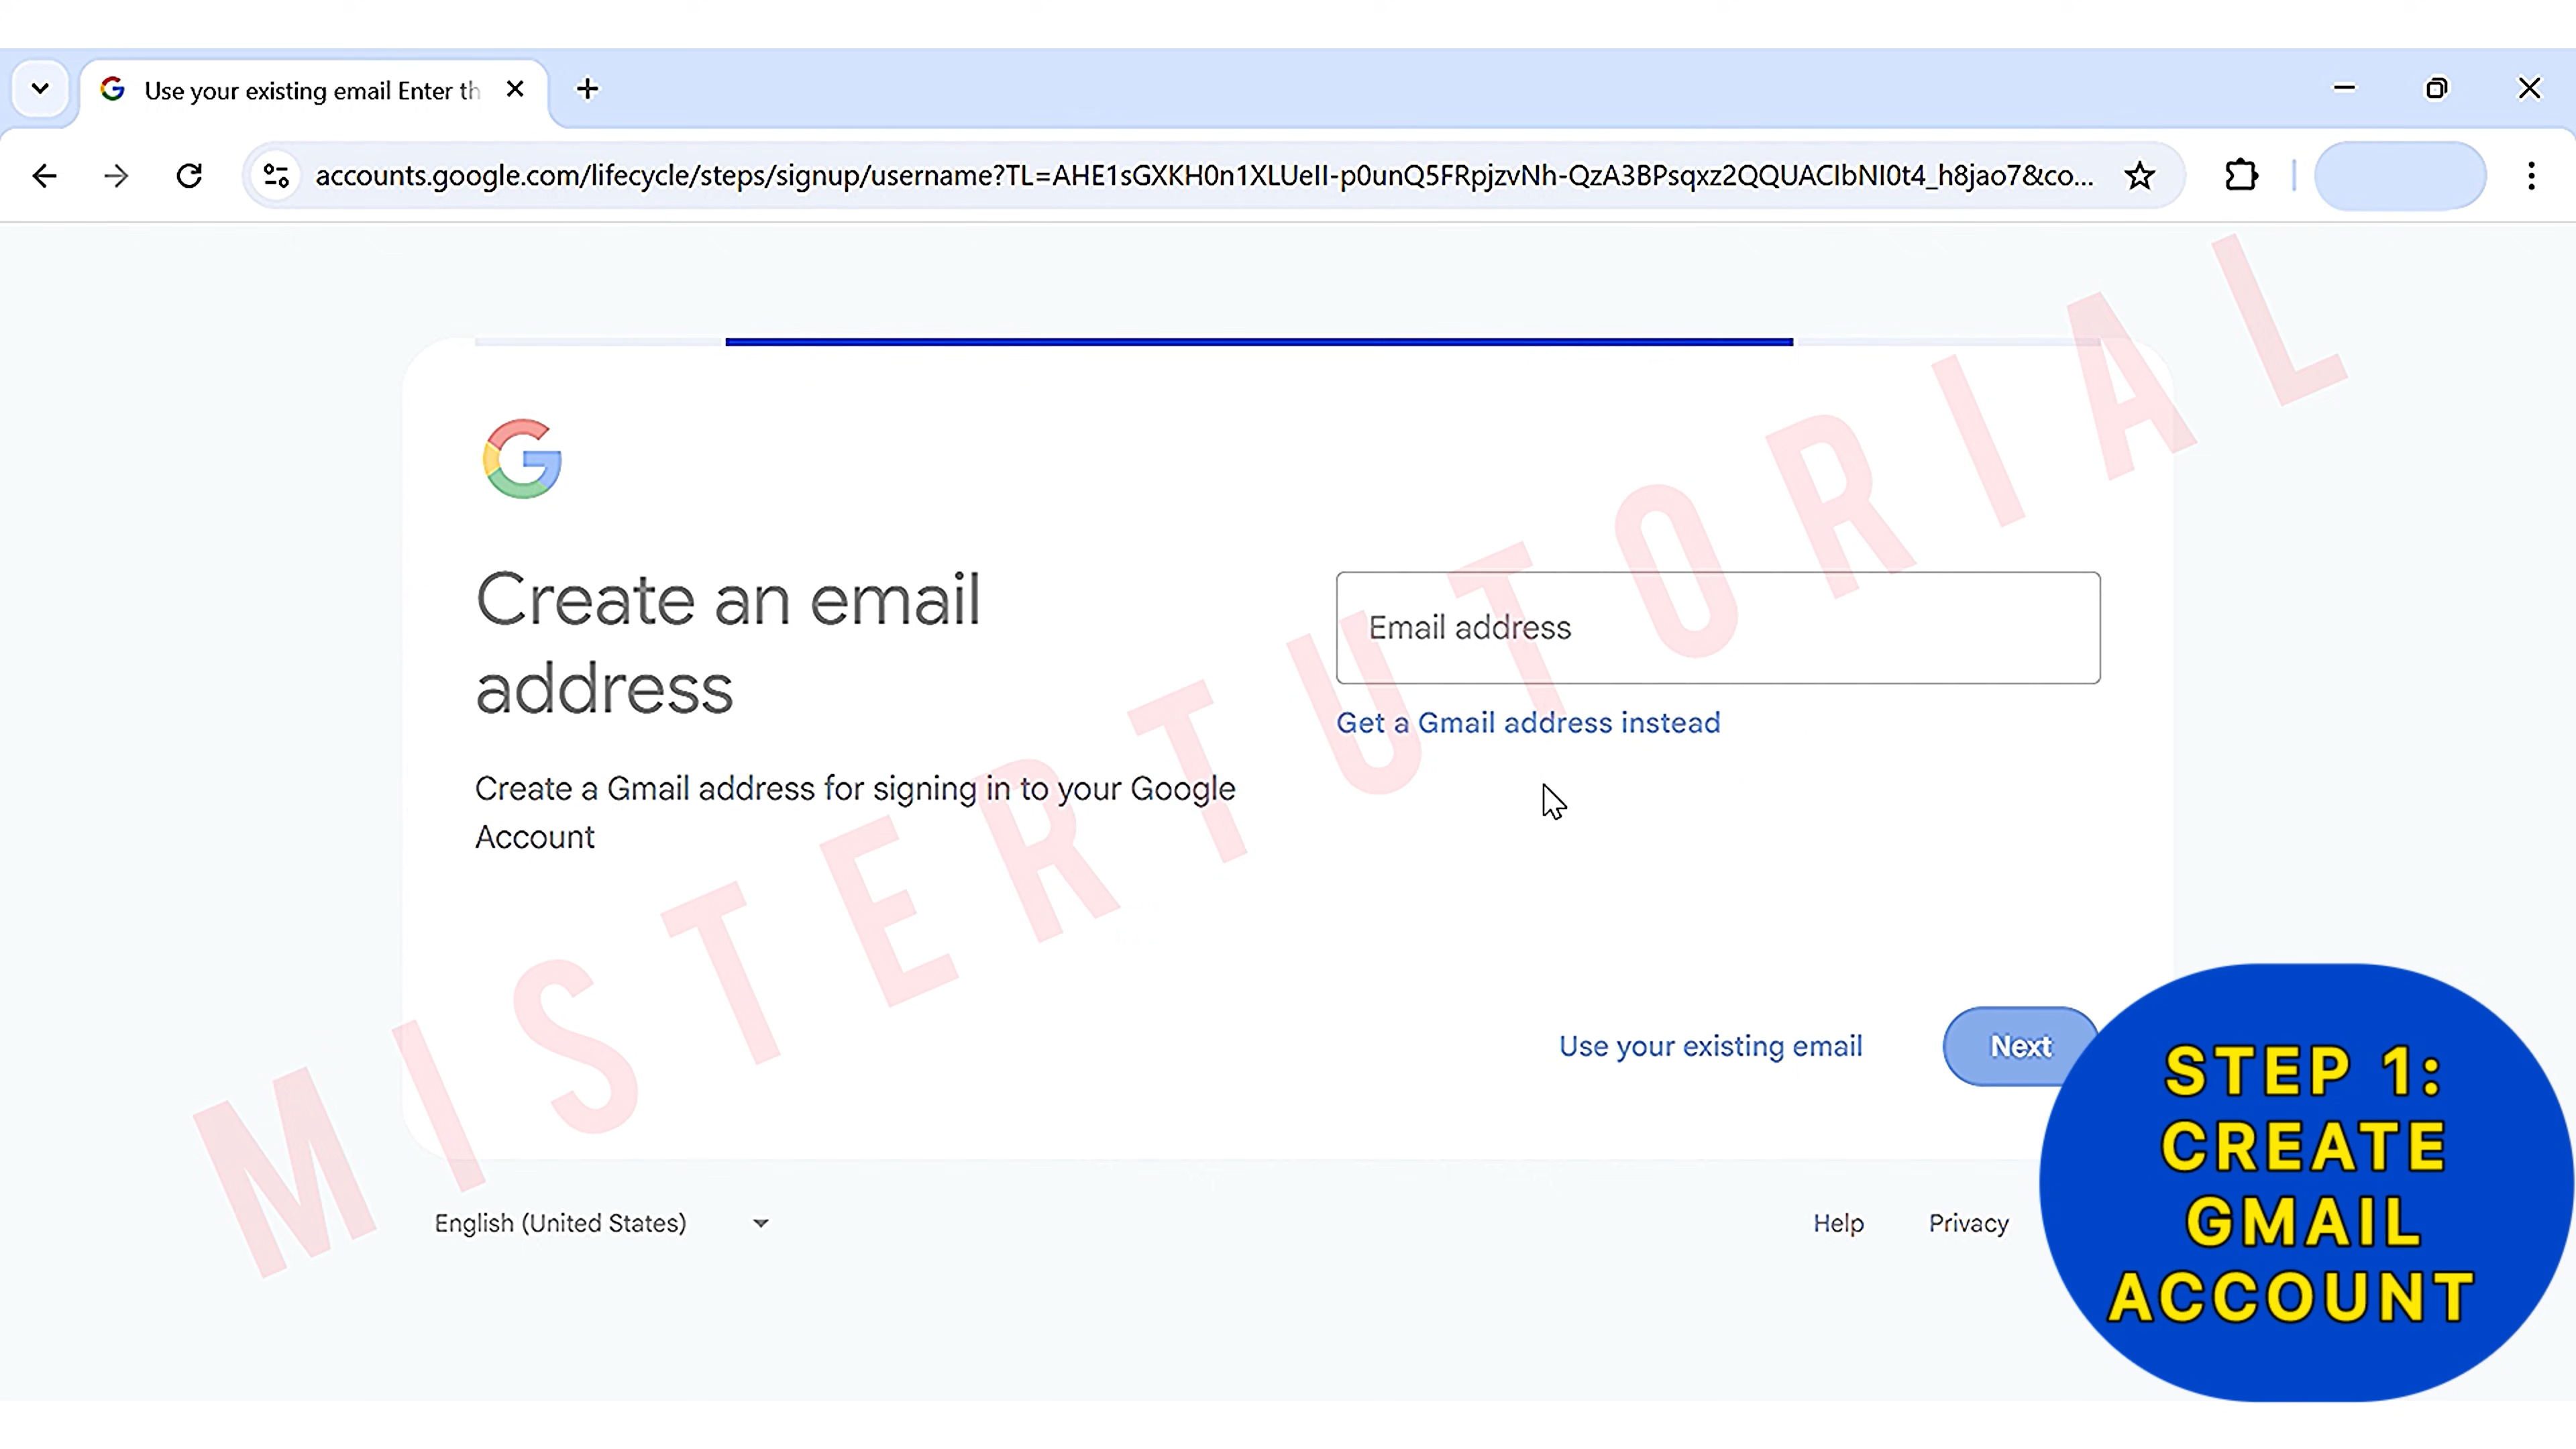 Use your existing email Enter th
accounts.google.com/lifecycle/steps/signup/username?TL=AHE1sGXKH0n1XLUeII-p0unQ5FRpjzvNh-QzA3BPsqxz2QQUACIbNI0t4_h8jao7&co...
Create an email
address
Create a Gmail address for signing in to your Google
Account
Email address
Get a Gmail address instead
Use your existing email
Next
English (United States)
Help
Privacy
MISTERTUTORIAL
STEP 1:
CREATE
GMAIL
ACCOUNT